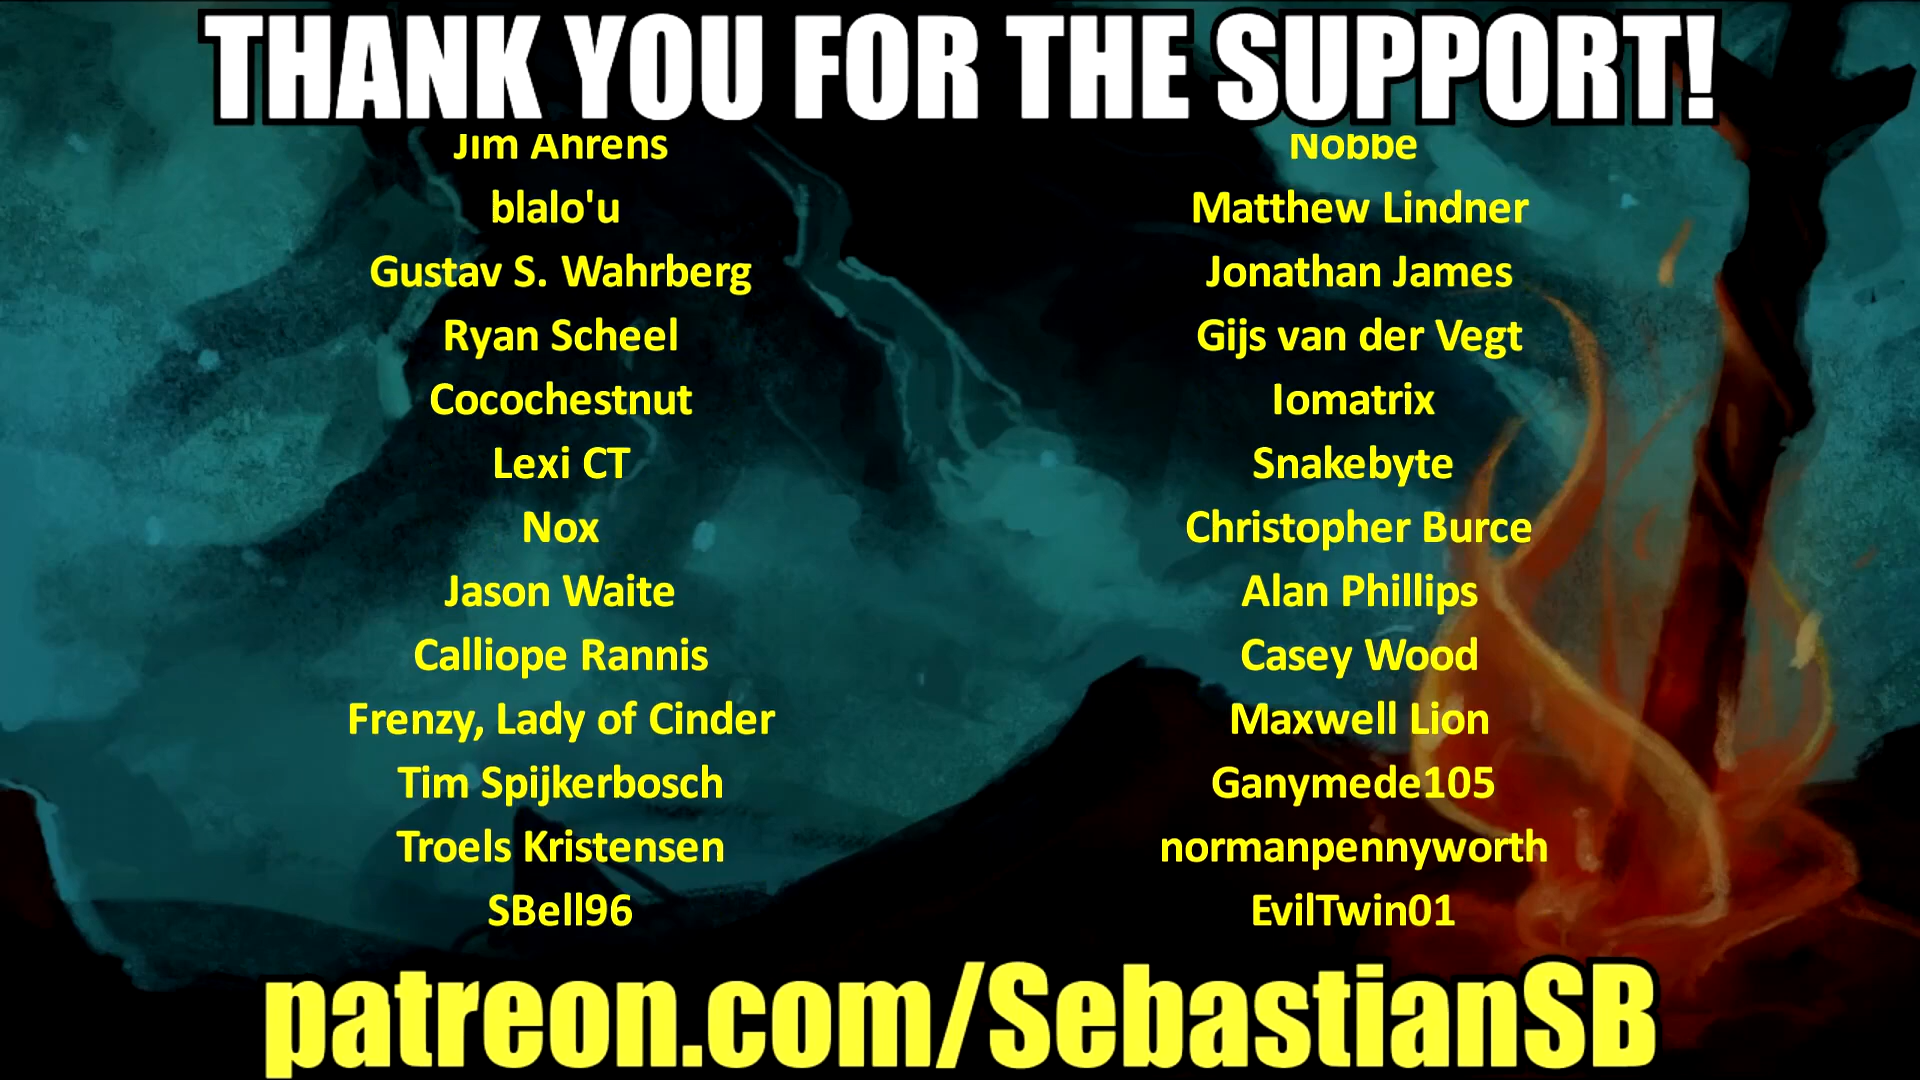 THANK YOU FOR THE SUPPORT!
Jim Ahrens
blalo'u
Gustav S. Wahrberg
Ryan Scheel
Cocochestnut
Lexi CT
Nox
Jason Waite
Calliope Rannis
Frenzy, Lady of Cinder
Tim Spijkerbosch
Troels Kristensen
SBell96
Nobbe
Matthew Lindner
Jonathan James
Gijs van der Vegt
Iomatrix
Snakebyte
Christopher Burce
Alan Phillips
Casey Wood
Maxwell Lion
Ganymede105
normanpennyworth
EvilTwin01
patreon.com/SebastianSB